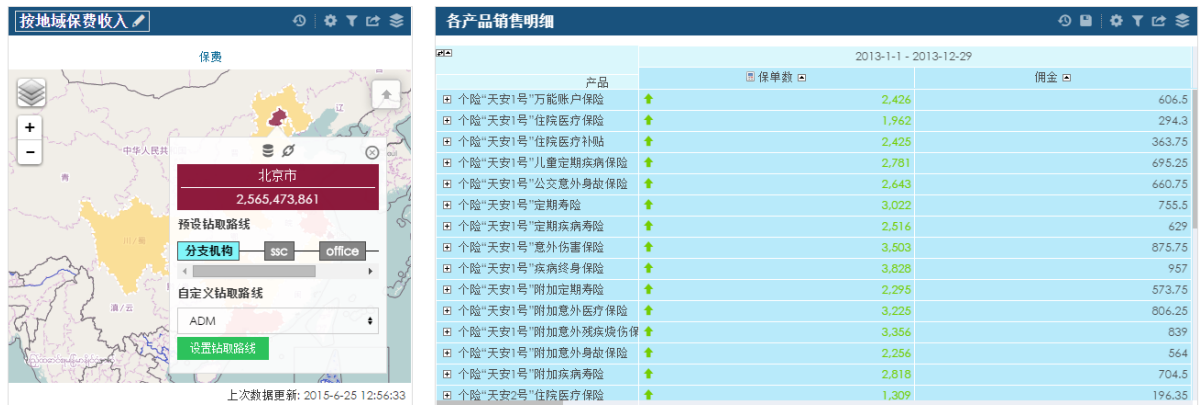 按地域保费收入
保费
辽
中华人民共
青
川/蜀
滇/云
+
-
北京市
2,565,473,861
预设钻取路线
分支机构 ssc office
自定义钻取路线
ADM
设置钻取路线
上次数据更新: 2015-6-25 12:56:33
各产品销售明细
2013-1-1 - 2013-12-29
产品 保单数 佣金
个险“天安1号”万能账户保险 2,426 606.5
个险“天安1号”住院医疗保险 1,962 294.3
个险“天安1号”住院医疗补贴 2,425 363.75
个险“天安1号”儿童定期疾病保险 2,781 695.25
个险“天安1号”公交意外身故保险 2,643 660.75
个险“天安1号”定期寿险 3,022 755.5
个险“天安1号”定期疾病寿险 2,516 629
个险“天安1号”意外伤害保险 3,503 875.75
个险“天安1号”疾病终身保险 3,828 957
个险“天安1号”附加定期寿险 2,295 573.75
个险“天安1号”附加意外医疗保险 3,225 806.25
个险“天安1号”附加意外残疾烧伤保 3,356 839
个险“天安1号”附加意外身故保险 2,256 564
个险“天安1号”附加疾病寿险 2,818 704.5
个险“天安2号”住院医疗保险 1,309 196.35